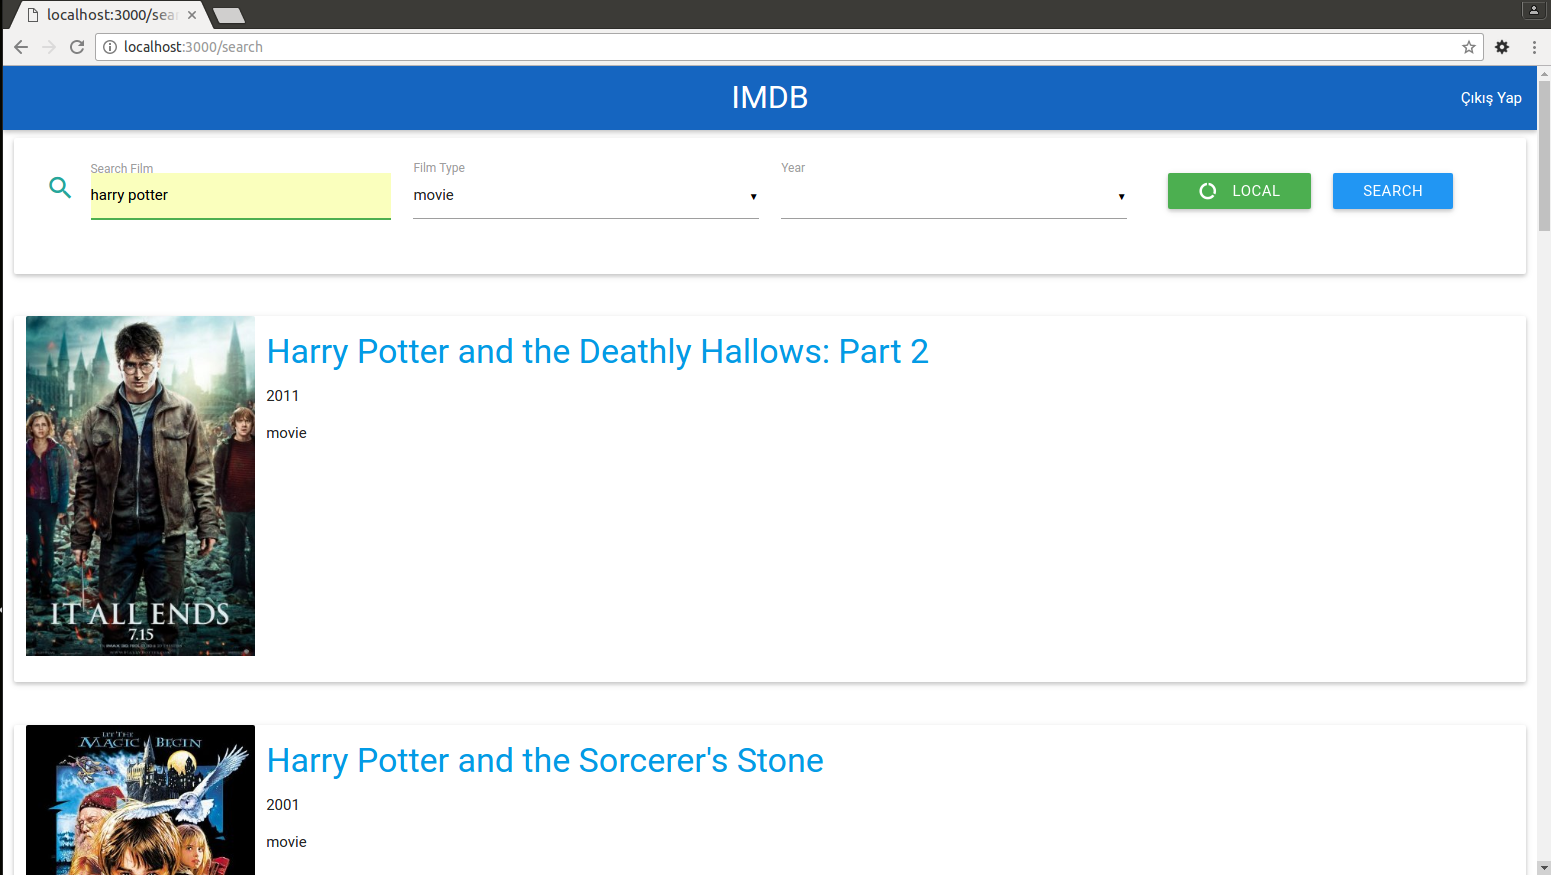 localhost:3000/sea
localhost:3000/search
IMDB
Çıkış Yap
Search Film
harry potter
Film Type
movie
Year
LOCAL
SEARCH
Harry Potter and the Deathly Hallows: Part 2
2011
movie
IT ALL ENDS
7.15
Harry Potter and the Sorcerer's Stone
2001
movie
LET THE
MAGIC BEGIN